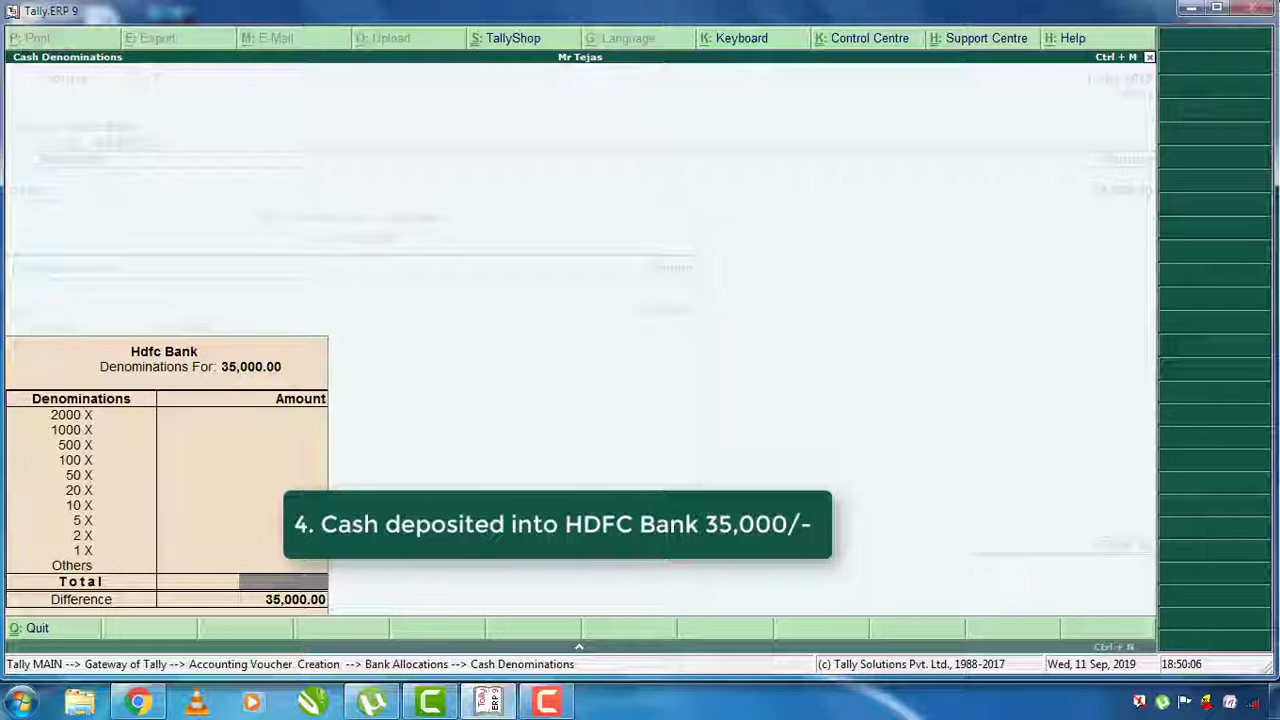 Tally.ERP 9
P: Print E: Export M: E-Mail O: Upload S: TallyShop G: Language K: Keyboard K: Control Centre H: Support Centre H: Help
Cash Denominations Mr Tejas Ctrl + M
Hdfc Bank
Denominations For: 35,000.00
Denominations Amount
2000 X
1000 X
500 X
100 X
50 X
20 X
10 X
5 X
2 X
1 X
Others
4. Cash deposited into HDFC Bank 35,000/-
Total
Difference 35,000.00
Q: Quit
Ctrl + N
Tally MAIN --> Gateway of Tally --> Accounting Voucher Creation --> Bank Allocations --> Cash Denominations (c) Tally Solutions Pvt. Ltd., 1988-2017 Wed, 11 Sep, 2019 18:50:06